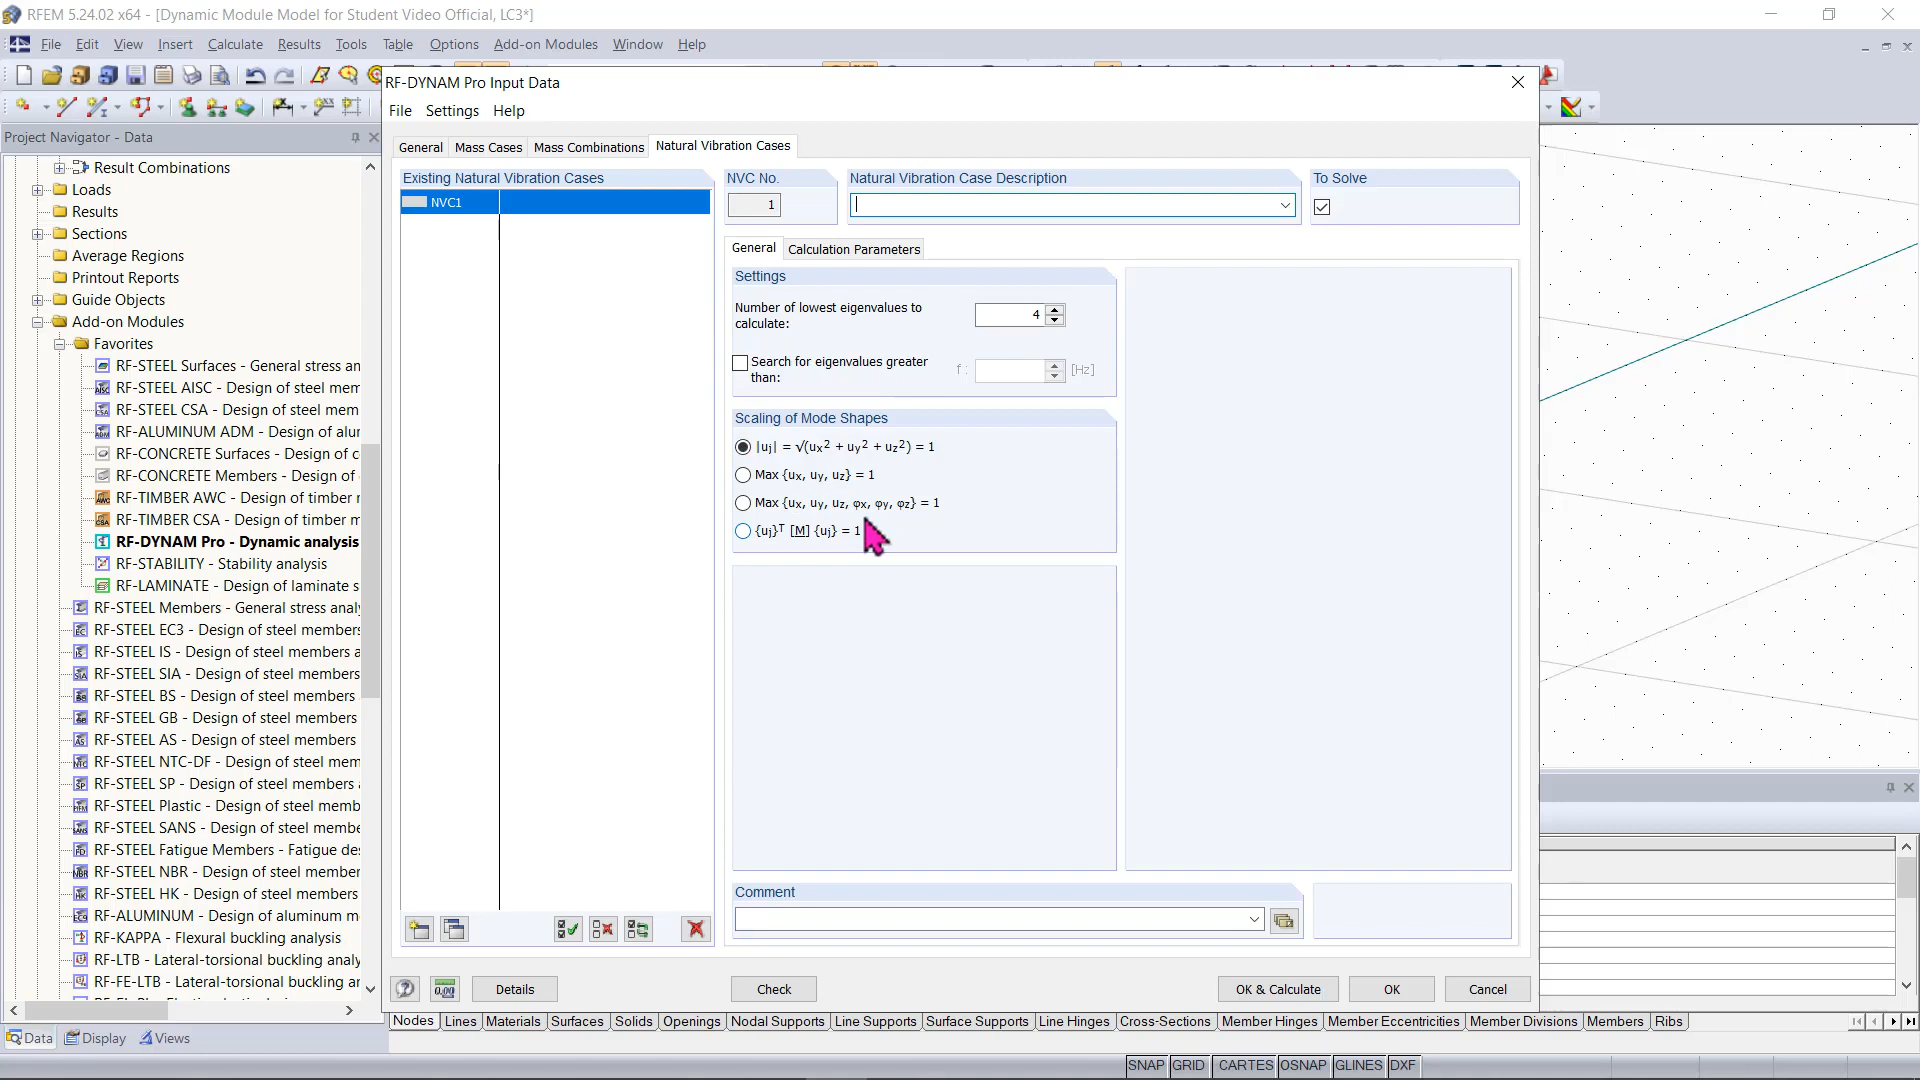 RFEM 5.24.02 x64 - [Dynamic Module Model for Student Video Official, LC3*]
File Edit View Insert Calculate Results Tools Table Options Add-on Modules Window Help
Project Navigator - Data
Result Combinations
Loads
Results
Sections
Average Regions
Printout Reports
Guide Objects
Add-on Modules
Favorites
RF-STEEL Surfaces - General stress an
RF-STEEL AISC - Design of steel mem
RF-STEEL CSA - Design of steel mem
RF-ALUMINUM ADM - Design of alur
RF-CONCRETE Surfaces - Design of c
RF-CONCRETE Members - Design of
RF-TIMBER AWC - Design of timber r
RF-TIMBER CSA - Design of timber m
RF-DYNAM Pro - Dynamic analysis
RF-STABILITY - Stability analysis
RF-LAMINATE - Design of laminate s
RF-STEEL Members - General stress analy
RF-STEEL EC3 - Design of steel members
RF-STEEL IS - Design of steel members a
RF-STEEL SIA - Design of steel members
RF-STEEL BS - Design of steel members
RF-STEEL GB - Design of steel members
RF-STEEL AS - Design of steel members
RF-STEEL NTC-DF - Design of steel mem
RF-STEEL SP - Design of steel members
RF-STEEL Plastic - Design of steel memb
RF-STEEL SANS - Design of steel membe
RF-STEEL Fatigue Members - Fatigue des
RF-STEEL NBR - Design of steel members
RF-STEEL HK - Design of steel members
RF-ALUMINUM - Design of aluminum m
RF-KAPPA - Flexural buckling analysis
RF-LTB - Lateral-torsional buckling analy
RF-FE-LTB - Lateral-torsional buckling ar
Data Display Views
RF-DYNAM Pro Input Data
File Settings Help
General Mass Cases Mass Combinations Natural Vibration Cases
Existing Natural Vibration Cases
NVC1
NVC No.
1
Natural Vibration Case Description
To Solve
General Calculation Parameters
Settings
Number of lowest eigenvalues to
calculate:
4
Search for eigenvalues greater
than:
f : [Hz]
Scaling of Mode Shapes
|uj| = √(ux2 + uy2 + uz2) = 1
Max {ux, uy, uz} = 1
Max {ux, uy, uz, φx, φy, φz} = 1
{uj}T [M] {uj} = 1
Comment
Details Check OK & Calculate OK Cancel
Nodes Lines Materials Surfaces Solids Openings Nodal Supports Line Supports Surface Supports Line Hinges Cross-Sections Member Hinges Member Eccentricities Member Divisions Members Ribs
SNAP GRID CARTES OSNAP GLINES DXF